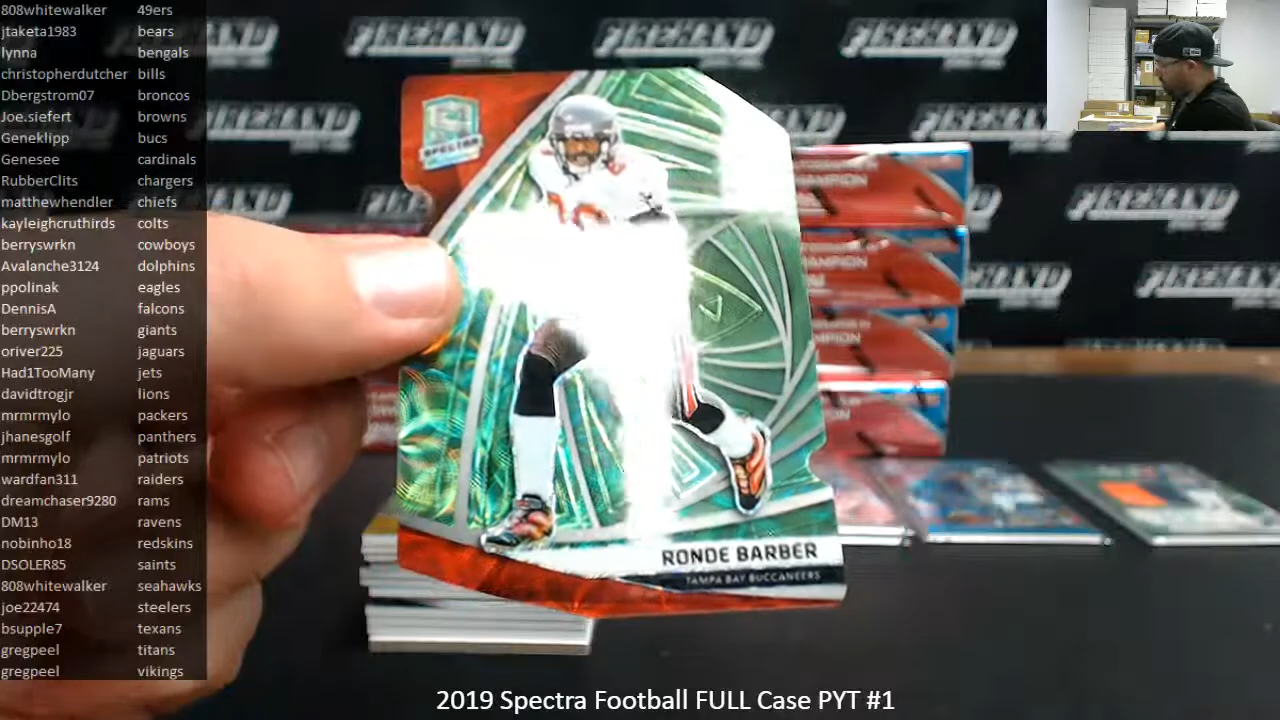 808whitewalker 49ers
jtaketa1983 bears
lynna bengals
christopherdutcher bills
Dbergstrom07 broncos
Joe.siefert browns
Geneklipp bucs
Genesee cardinals
RubberClits chargers
matthewhendler chiefs
kayleighcruthirds colts
berryswrkn cowboys
Avalanche3124 dolphins
ppolinak eagles
DennisA falcons
berryswrkn giants
oriver225 jaguars
Had1TooMany jets
davidtrogjr lions
mrmrmylo packers
jhanesgolf panthers
mrmrmylo patriots
wardfan311 raiders
dreamchaser9280 rams
DM13 ravens
nobinho18 redskins
DSOLER85 saints
808whitewalker seahawks
joe22474 steelers
bsupple7 texans
gregpeel titans
gregpeel vikings
FIREHAND
SPECTRA
RONDE BARBER
TAMPA BAY BUCCANEERS
2019 Spectra Football FULL Case PYT #1